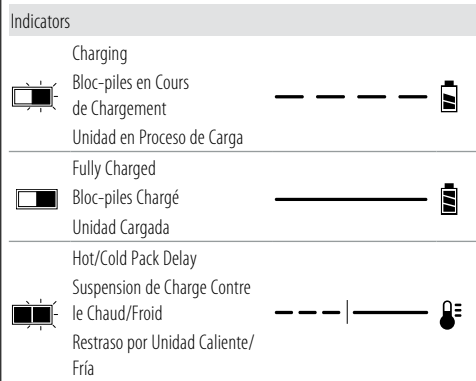 Indicators
Charging
Bloc-piles en Cours
de Chargement
Unidad en Proceso de Carga
Fully Charged
Bloc-piles Chargé
Unidad Cargada
Hot/Cold Pack Delay
Suspension de Charge Contre
le Chaud/Froid
Restraso por Unidad Caliente/
Fría